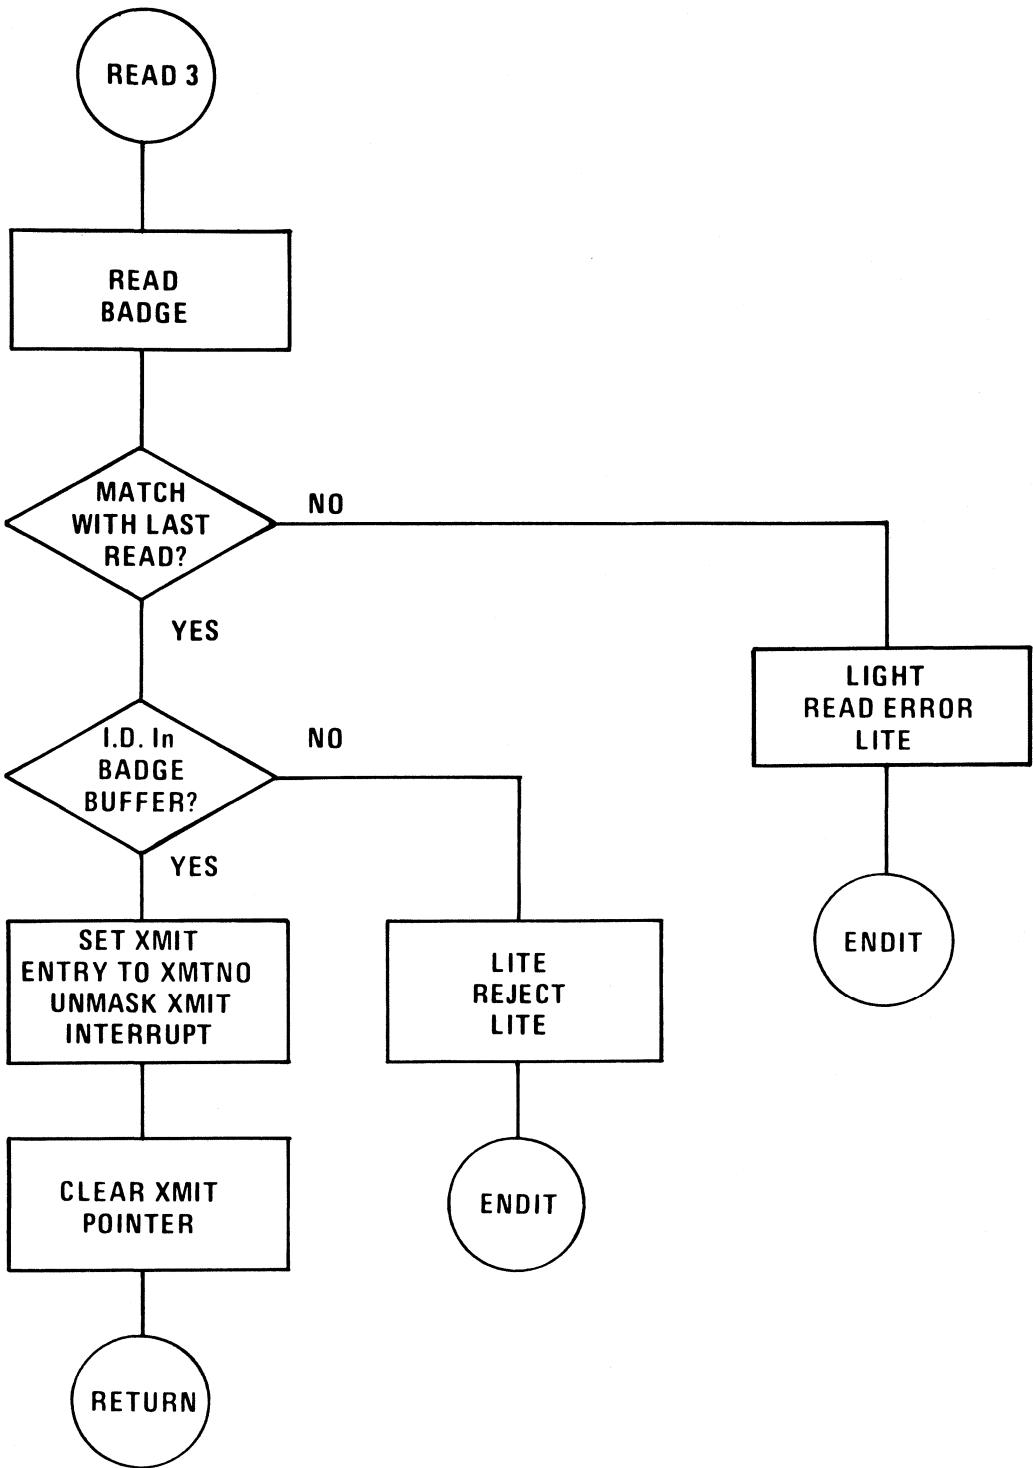 READ 3
READ
BADGE
MATCH
WITH LAST
READ?
NO
YES
LIGHT
READ ERROR
LITE
I.D. In
BADGE
BUFFER?
NO
YES
SET XMIT
ENTRY TO XMTNO
UNMASK XMIT
INTERRUPT
LITE
REJECT
LITE
ENDIT
CLEAR XMIT
POINTER
ENDIT
RETURN